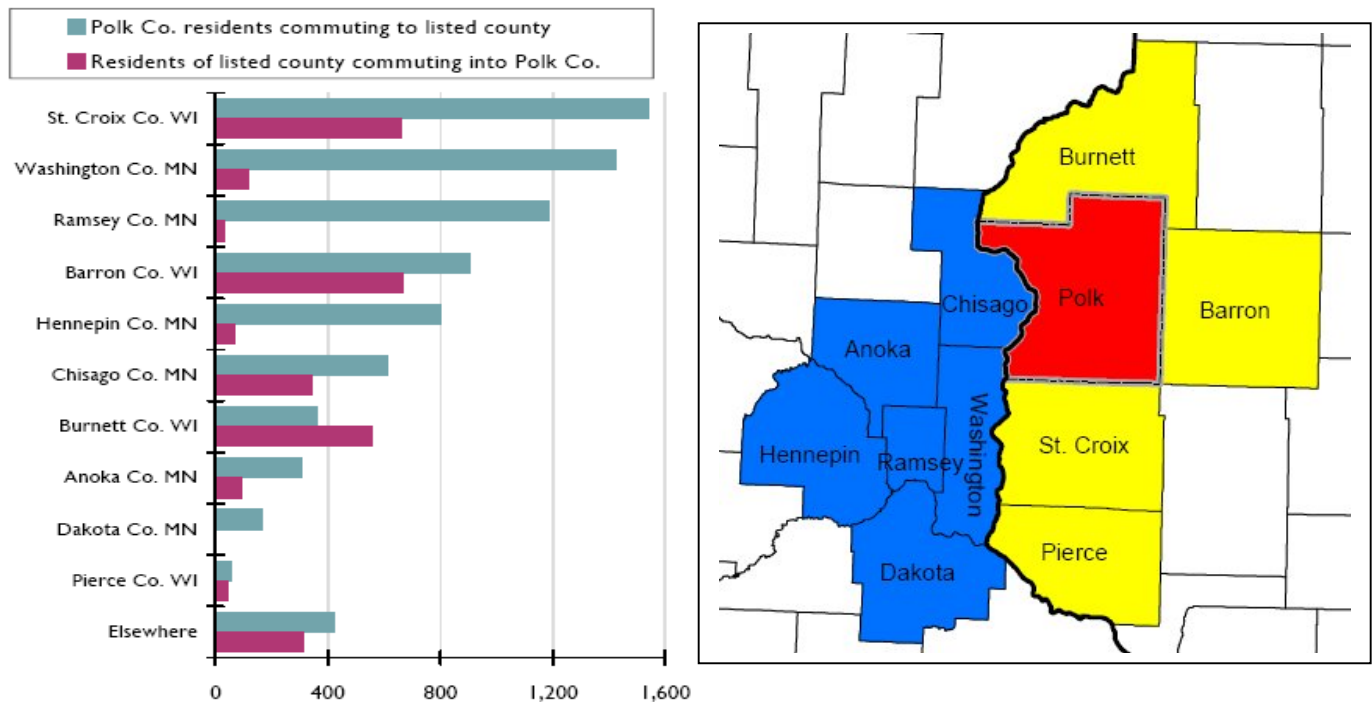 Polk Co. residents commuting to listed county
Residents of listed county commuting into Polk Co.
St. Croix Co. WI
Washington Co. MN
Ramsey Co. MN
Barron Co. WI
Hennepin Co. MN
Chisago Co. MN
Burnett Co. WI
Anoka Co. MN
Dakota Co. MN
Pierce Co. WI
Elsewhere
0 400 800 1,200 1,600
Burnett
Chisago
Polk
Barron
Anoka
Washington
St. Croix
Hennepin
Ramsey
Pierce
Dakota